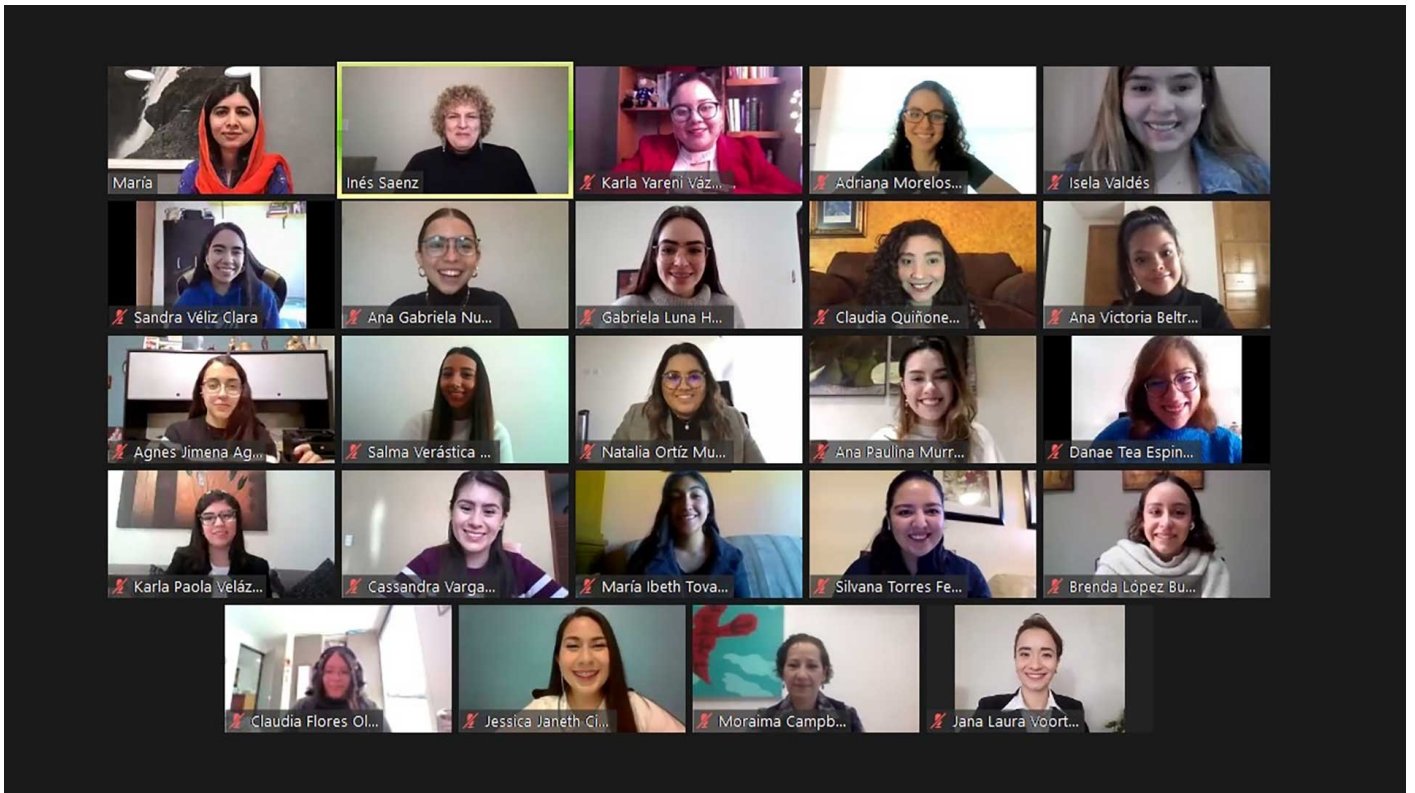 María
Inés Saenz
Karla Yareni Váz...
Adriana Morelos...
Isela Valdés
Sandra Véliz Clara
Ana Gabriela Nu...
Gabriela Luna H...
Claudia Quiñone...
Ana Victoria Beltr...
Agnes Jimena Ag...
Salma Verástica ...
Natalia Ortíz Mu...
Ana Paulina Murr...
Danae Tea Espin...
Karla Paola Veláz...
Cassandra Varga...
María Ibeth Tova...
Silvana Torres Fe...
Brenda López Bu...
Claudia Flores Ol...
Jessica Janeth Ci...
Moraima Campb...
Jana Laura Voort...